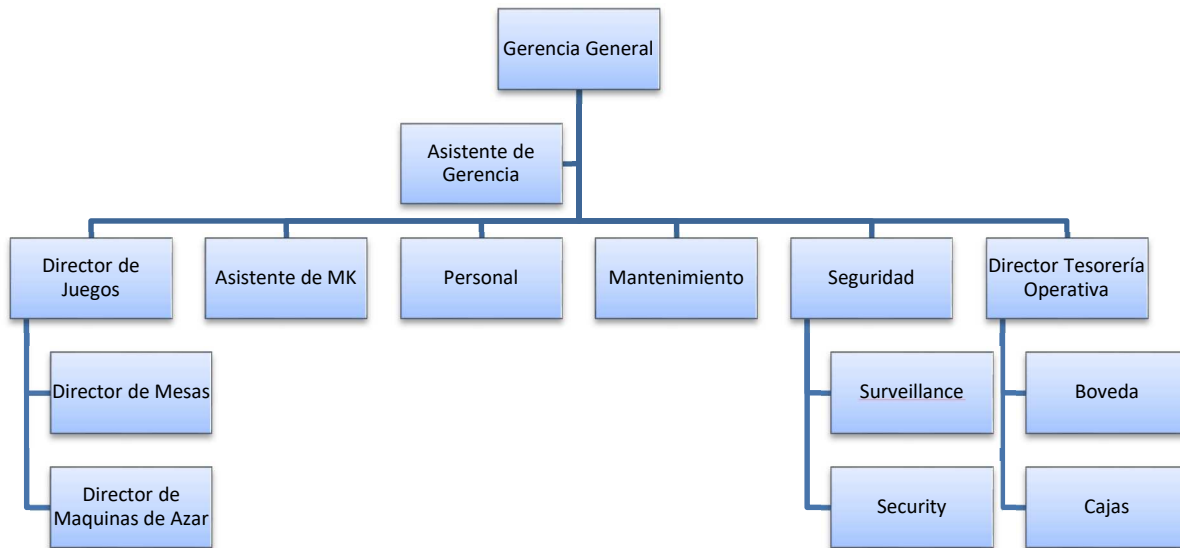 Gerencia General
Asistente de
Gerencia
Director de
Juegos
Asistente de MK
Personal
Mantenimiento
Seguridad
Director Tesorería
Operativa
Director de Mesas
Surveillance
Boveda
Director de
Maquinas de Azar
Security
Cajas